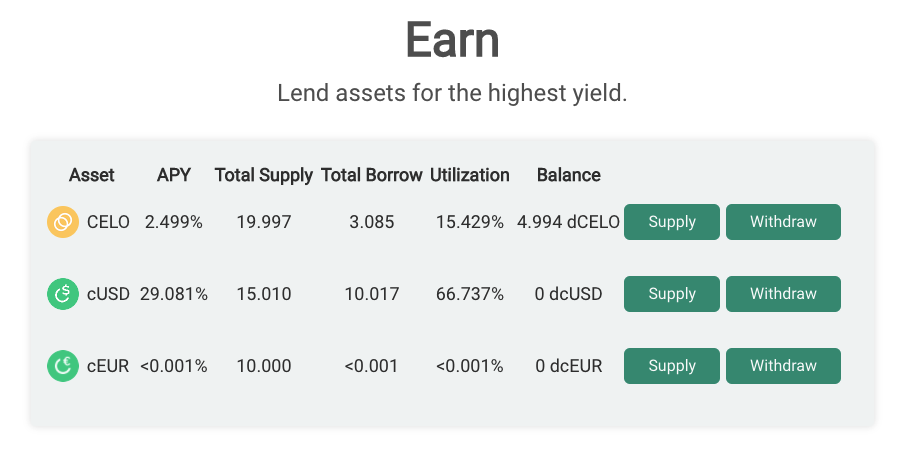 Earn
Lend assets for the highest yield.
Asset APY Total Supply Total Borrow Utilization Balance
CELO 2.499% 19.997 3.085 15.429% 4.994 dCELO Supply Withdraw
cUSD 29.081% 15.010 10.017 66.737% 0 dcUSD Supply Withdraw
cEUR <0.001% 10.000 <0.001 <0.001% 0 dcEUR Supply Withdraw